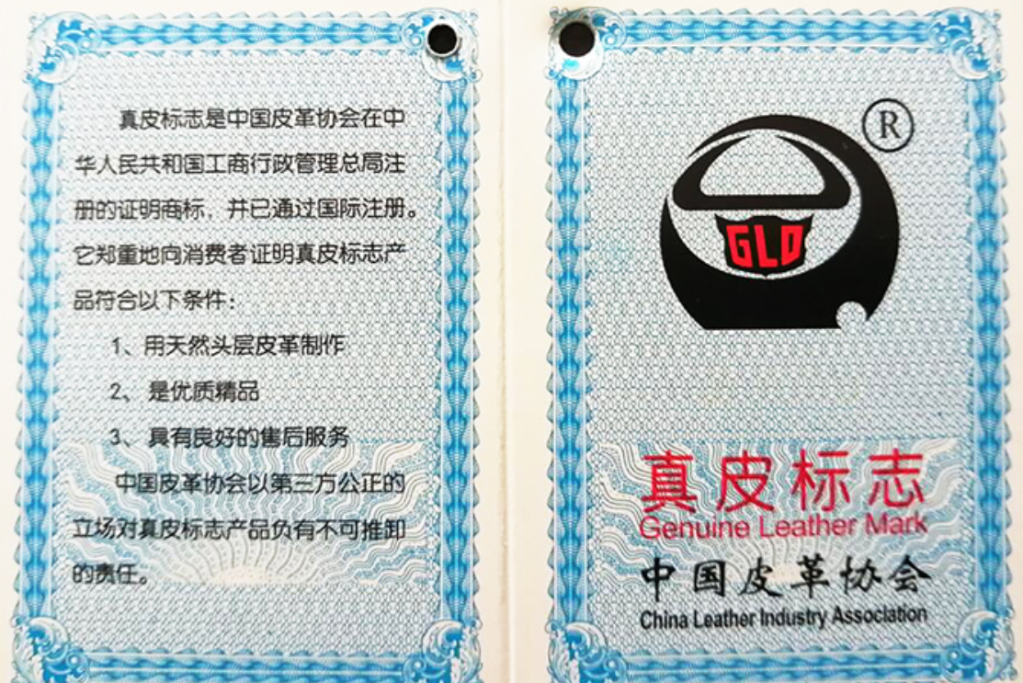 真皮标志是中国皮革协会在中
华人民共和国工商行政管理总局注
册的证明商标，并已通过国际注册。
它郑重地向消费者证明真皮标志产
品符合以下条件：
1、用天然头层皮革制作
2、是优质精品
3、具有良好的售后服务
中国皮革协会以第三方公正的
立场对真皮标志产品负有不可推卸
的责任。
®
GLP
真皮标志
Genuine Leather Mark
中国皮革协会
China Leather Industry Association